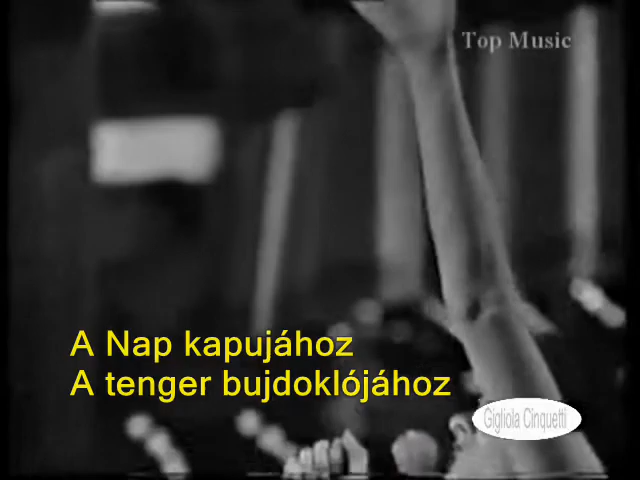 Top Music
A Nap kapujához
A tenger bujdoklójához
Gigliola Cinquetti